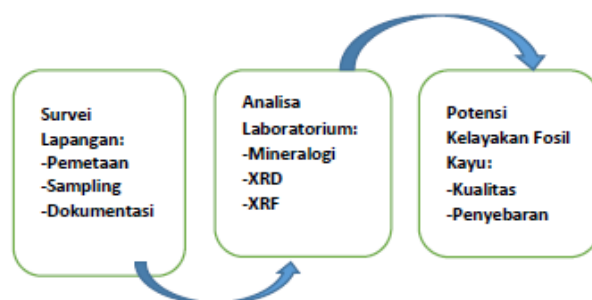 Survei
Lapangan:
-Pemetaan
-Sampling
-Dokumentasi
Analisa
Laboratorium:
-Mineralogi
-XRD
-XRF
Potensi
Kelayakan Fosil
Kayu:
-Kualitas
-Penyebaran